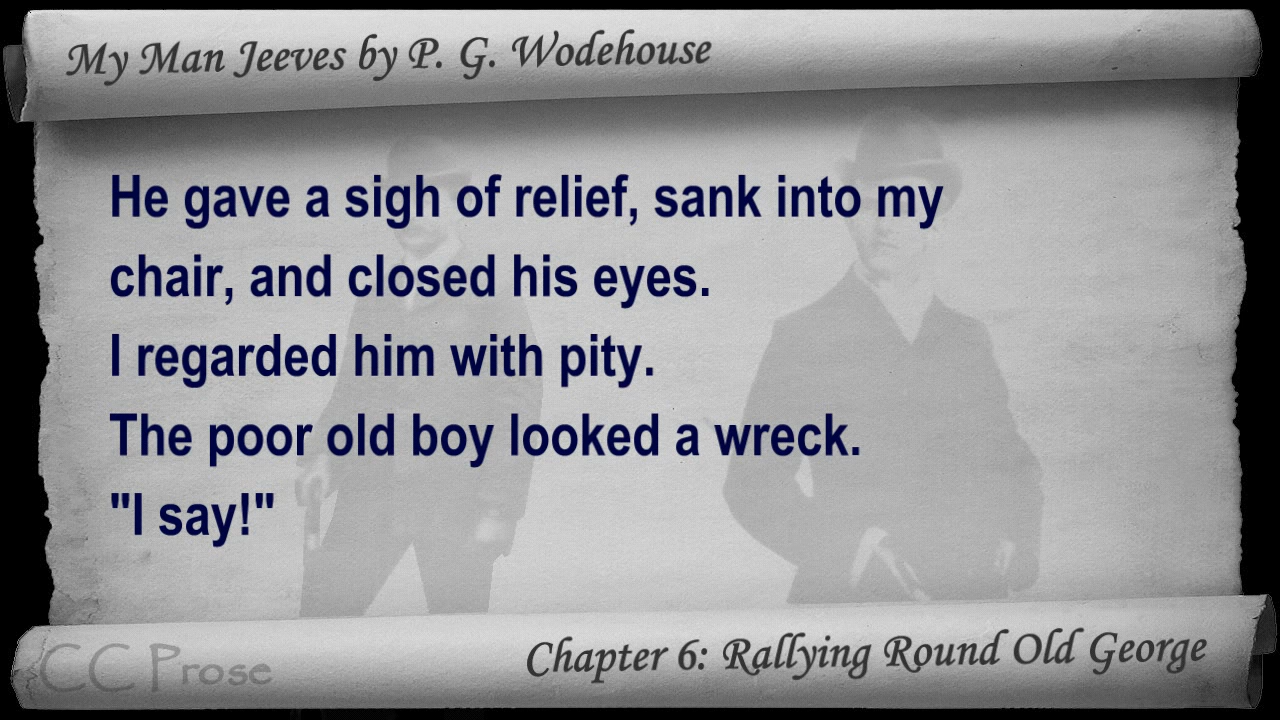 My Man Jeeves by P. G. Wodehouse
He gave a sigh of relief, sank into my
chair, and closed his eyes.
I regarded him with pity.
The poor old boy looked a wreck.
"I say!"
CC Prose
Chapter 6: Rallying Round Old George